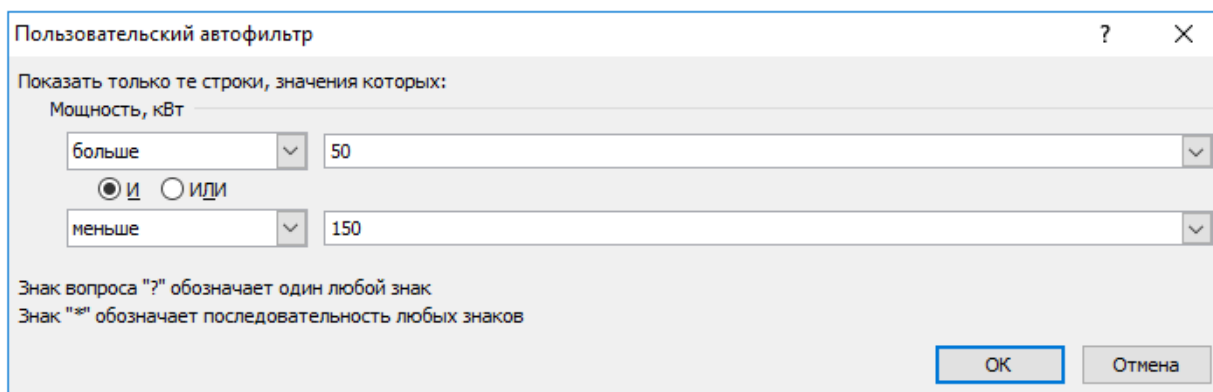 Пользовательский автофильтр ?
Показать только те строки, значения которых:
Мощность, кВт
больше 50
И ИЛИ
меньше 150
Знак вопроса "?" обозначает один любой знак
Знак "*" обозначает последовательность любых знаков
ОК Отмена